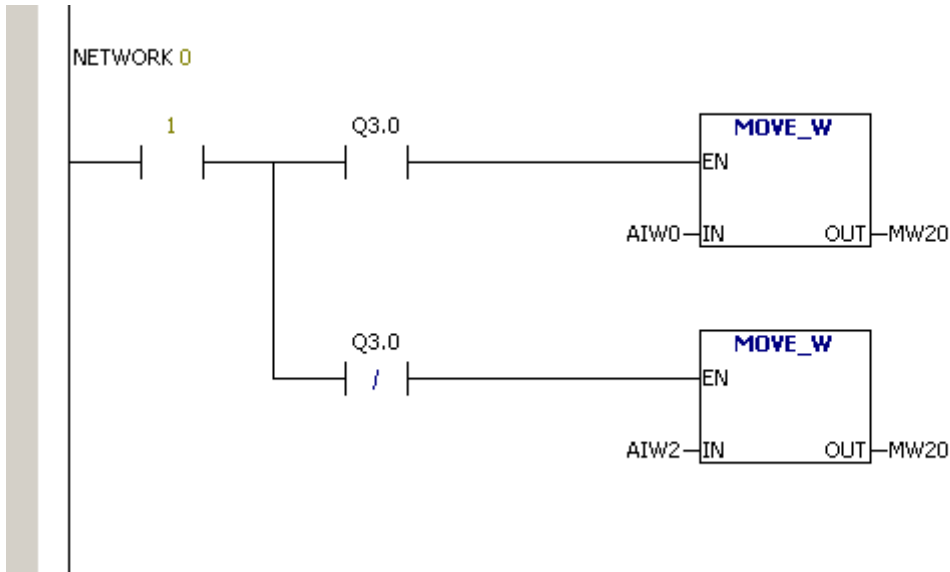 NETWORK 0
1 Q3.0 MOVE_W
EN
AIW0 IN OUT MW20
Q3.0 MOVE_W
/ EN
AIW2 IN OUT MW20